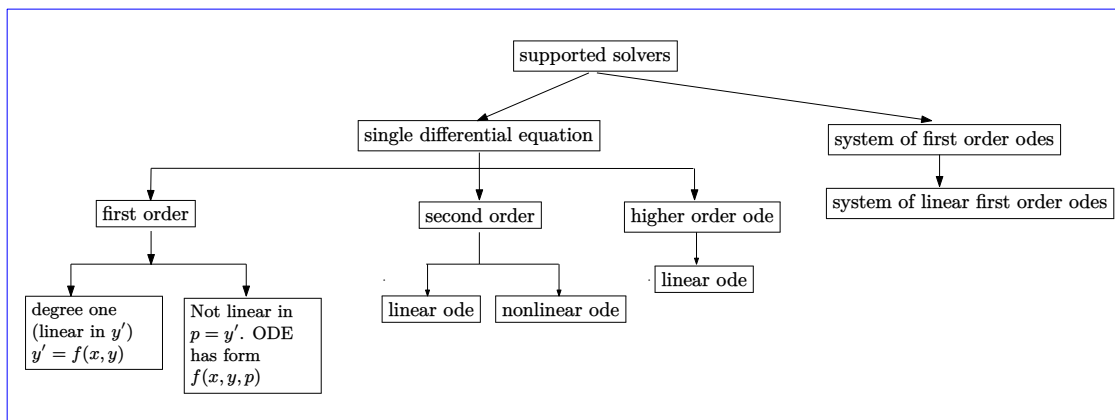 supported solvers
single differential equation
system of first order odes
system of linear first order odes
first order
second order
higher order ode
linear ode
degree one
(linear in y′)
y′ = f(x, y)
Not linear in
p = y′. ODE
has form
f(x, y, p)
linear ode
nonlinear ode